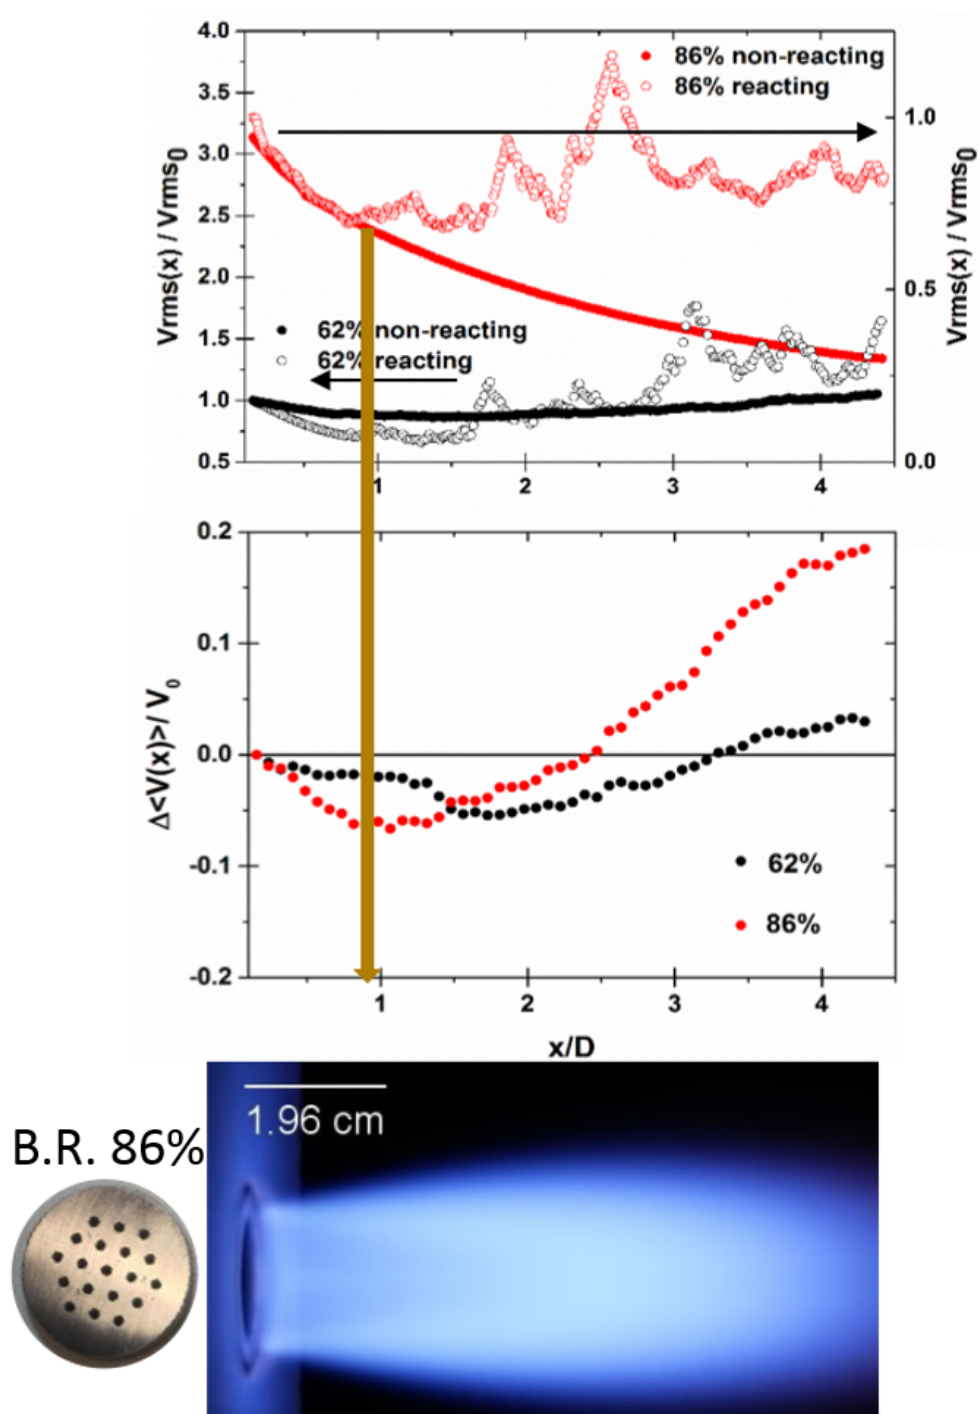 4.0
3.5
3.0
2.5
2.0
1.5
1.0
0.5
Vrms(x) / Vrms0
86% non-reacting
86% reacting
62% non-reacting
62% reacting
1.0
0.5
0.0
Vrms(x) / Vrms0
1 2 3 4
0.2
0.1
0.0
-0.1
-0.2
Δ<V(x)>/ V0
62%
86%
1 2 3 4
x/D
1.96 cm
B.R. 86%